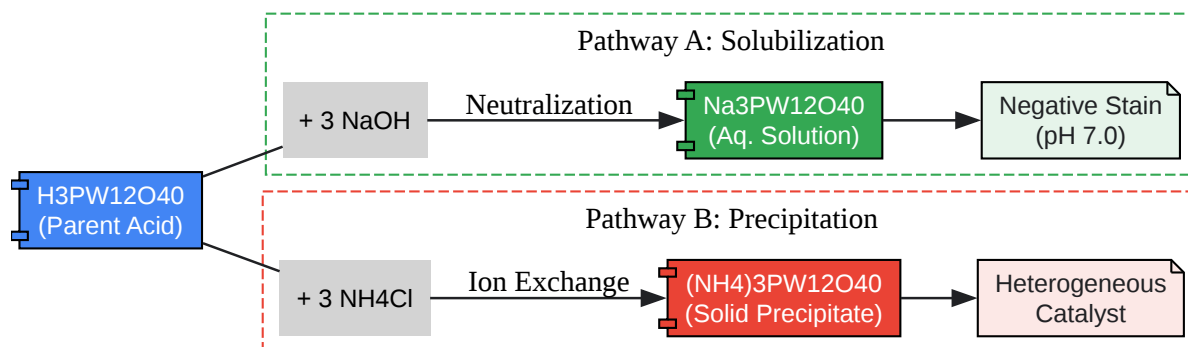 Pathway A: Solubilization
+ 3 NaOH
Neutralization
Na3PW12O40
(Aq. Solution)
Negative Stain
(pH 7.0)
H3PW12O40
(Parent Acid)
Pathway B: Precipitation
+ 3 NH4Cl
Ion Exchange
(NH4)3PW12O40
(Solid Precipitate)
Heterogeneous
Catalyst